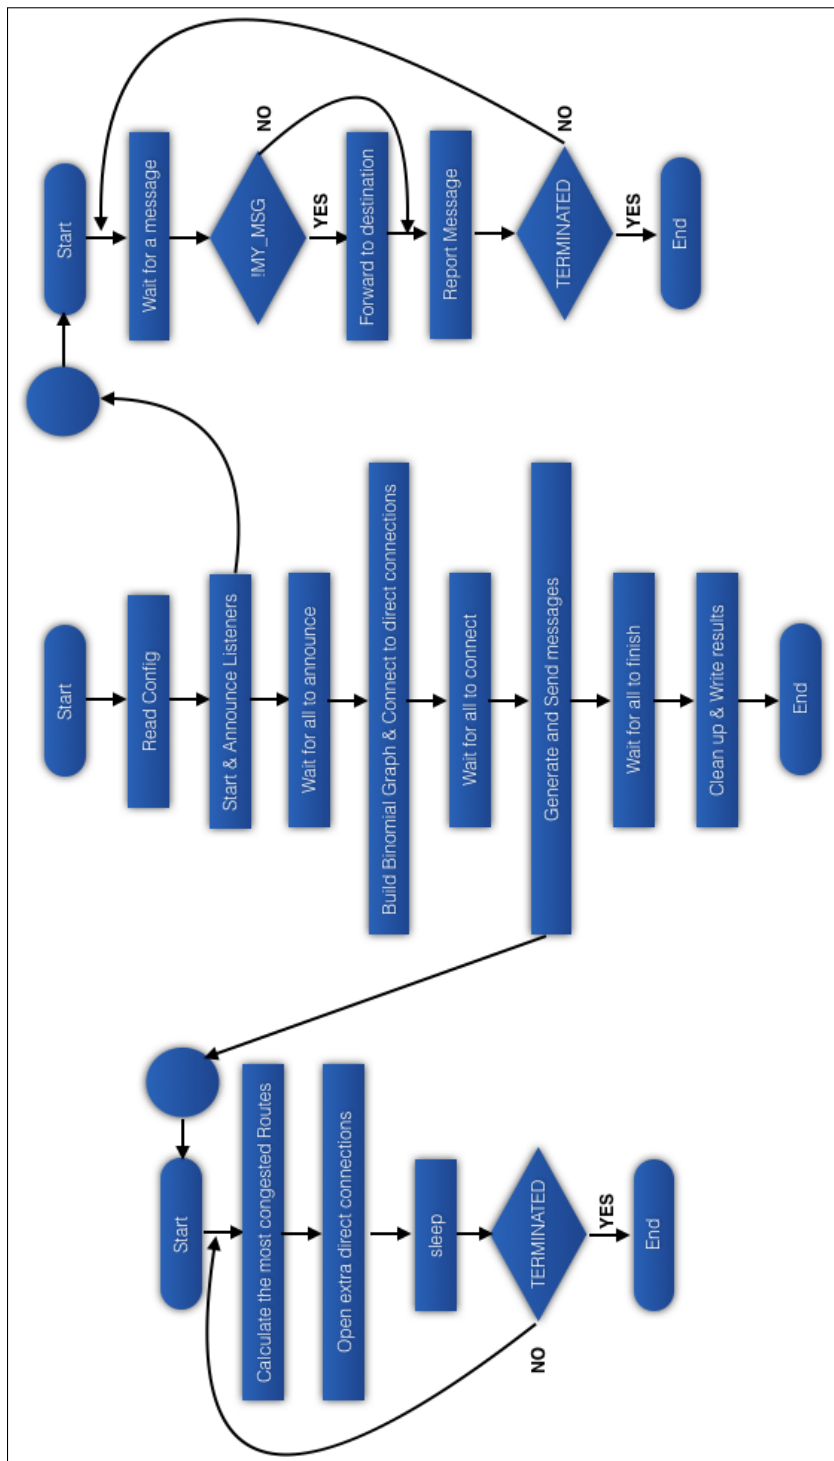 Start
Calculate the most congested Routes
Open extra direct connections
sleep
TERMINATED
NO
YES
End
Start
Read Config
Start & Announce Listeners
Wait for all to announce
Build Binomial Graph & Connect to direct connections
Wait for all to connect
Generate and Send messages
Wait for all to finish
Clean up & Write results
End
Start
Wait for a message
!MY_MSG
NO
YES
Forward to destination
Report Message
TERMINATED
NO
YES
End